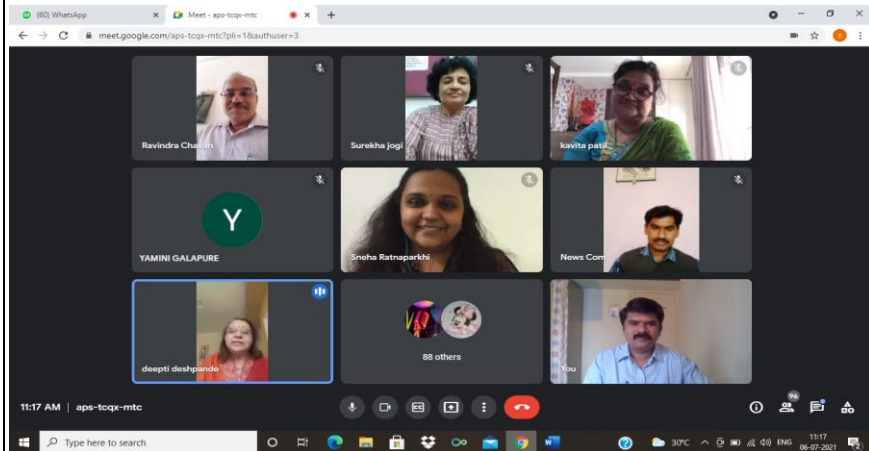 (60) WhatsApp
Meet - aps-tcqx-mtc
meet.google.com/aps-tcqx-mtc?pli=1&authuser=3
Ravindra Chavan
Surekha jogi
kavita patil
Y
YAMINI GALAPURE
Sneha Ratnaparkhi
News Com
deepti deshpande
88 others
You
11:17 AM | aps-tcqx-mtc
96
Type here to search
30°C
ENG
11:17
06-07-2021